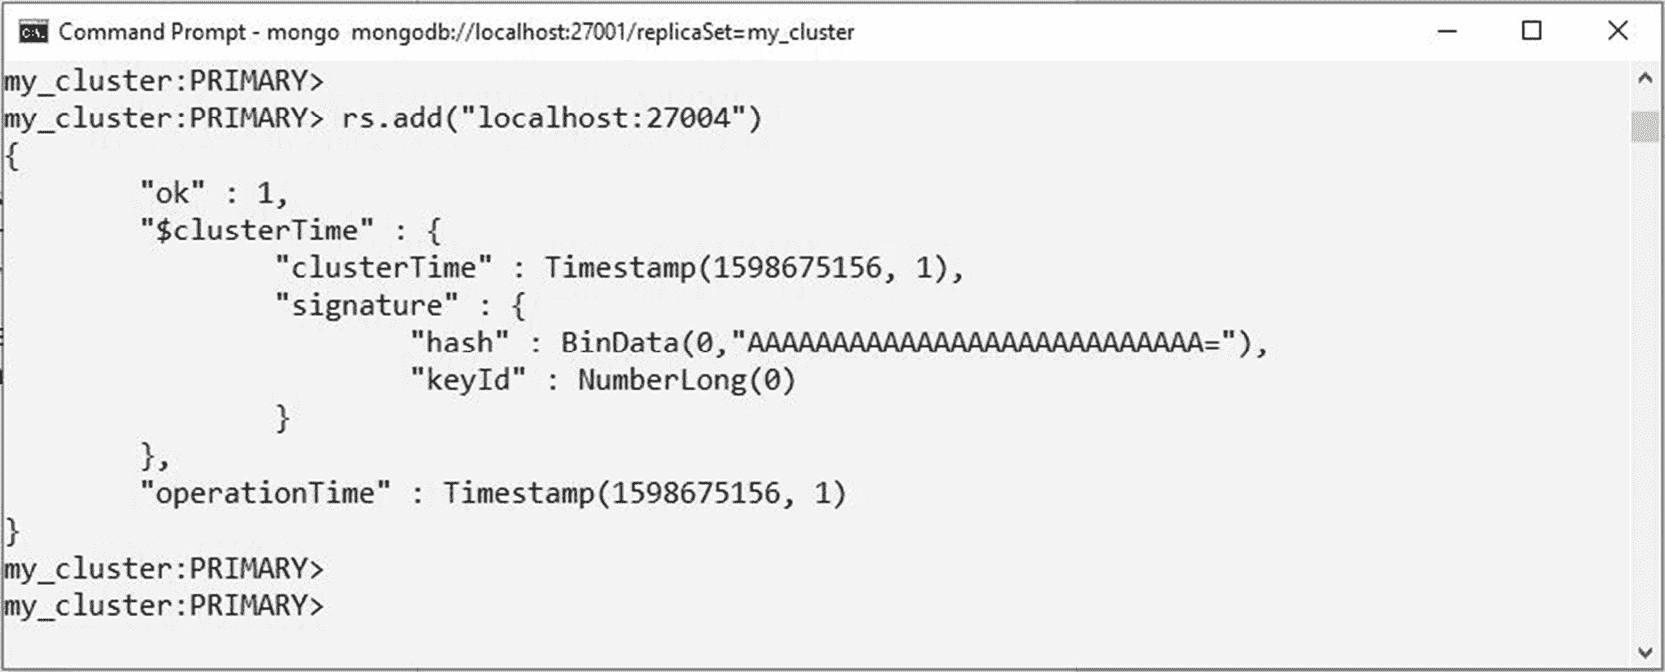 Command Prompt - mongo mongodb://localhost:27001/replicaSet=my_cluster
my_cluster:PRIMARY>
my_cluster:PRIMARY> rs.add("localhost:27004")
{
"ok" : 1,
"$clusterTime" : {
"clusterTime" : Timestamp(1598675156, 1),
"signature" : {
"hash" : BinData(0,"AAAAAAAAAAAAAAAAAAAAAAAAAAA="),
"keyId" : NumberLong(0)
}
},
"operationTime" : Timestamp(1598675156, 1)
}
my_cluster:PRIMARY>
my_cluster:PRIMARY>